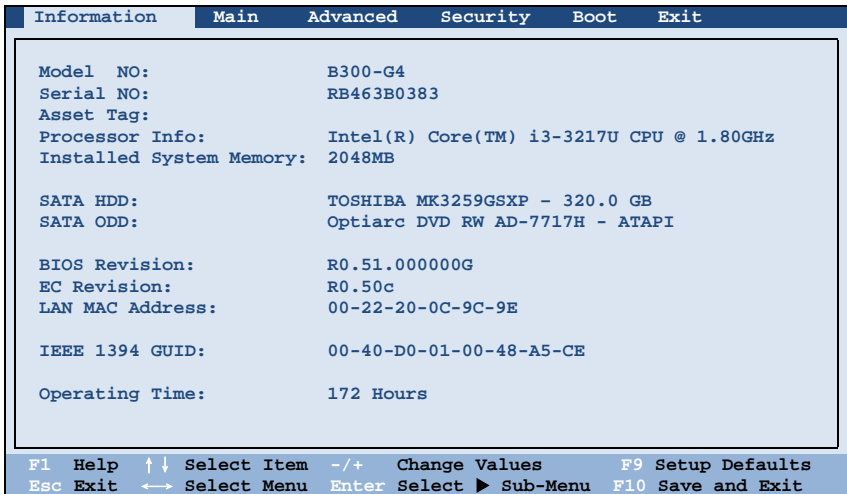 Information Main Advanced Security Boot Exit
Model NO: B300-G4
Serial NO: RB463B0383
Asset Tag:
Processor Info: Intel(R) Core(TM) i3-3217U CPU @ 1.80GHz
Installed System Memory: 2048MB
SATA HDD: TOSHIBA MK3259GSXP – 320.0 GB
SATA ODD: Optiarc DVD RW AD-7717H - ATAPI
BIOS Revision: R0.51.000000G
EC Revision: R0.50c
LAN MAC Address: 00-22-20-0C-9C-9E
IEEE 1394 GUID: 00-40-D0-01-00-48-A5-CE
Operating Time: 172 Hours
F1 Help ↑↓ Select Item -/+ Change Values F9 Setup Defaults
Esc Exit ←→ Select Menu Enter Select ▶ Sub-Menu F10 Save and Exit